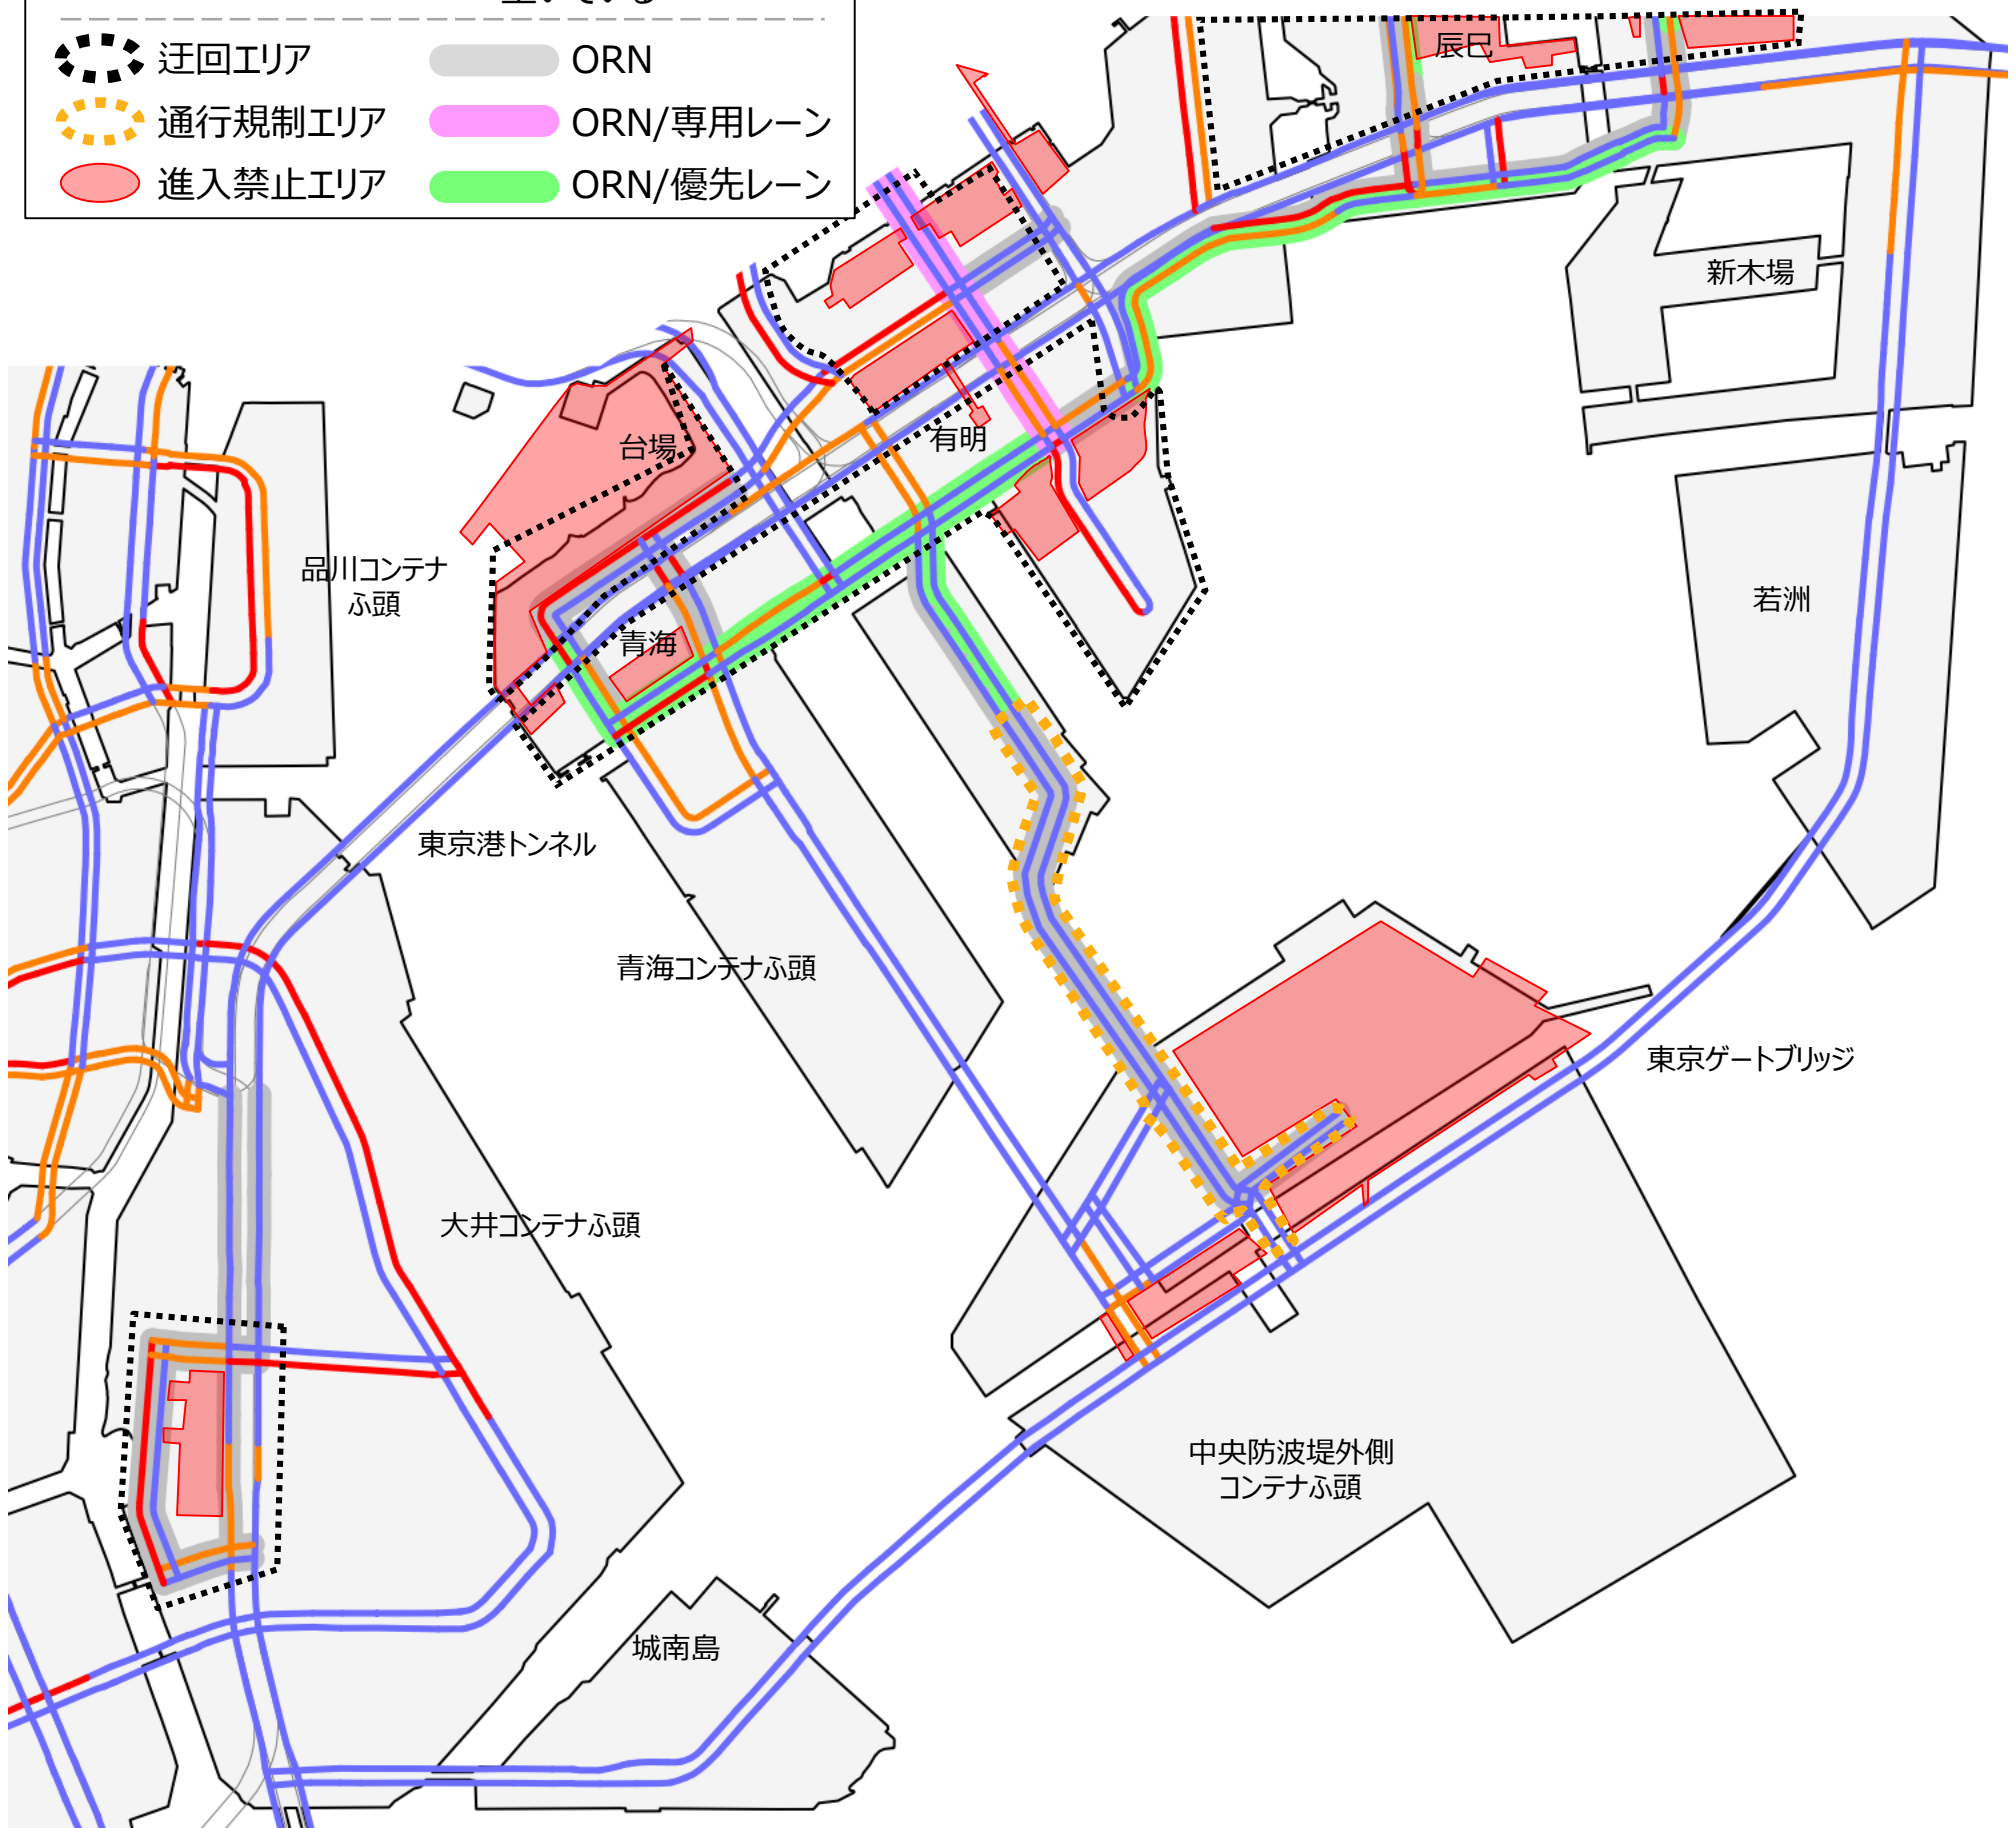 空いている
迂回エリア
ORN
通行規制エリア
ORN/専用レーン
進入禁止エリア
ORN/優先レーン
辰巳
新木場
台場
有明
品川コンテナ
ふ頭
若洲
青海
東京港トンネル
青海コンテナふ頭
東京ゲートブリッジ
大井コンテナふ頭
中央防波堤外側
コンテナふ頭
城南島